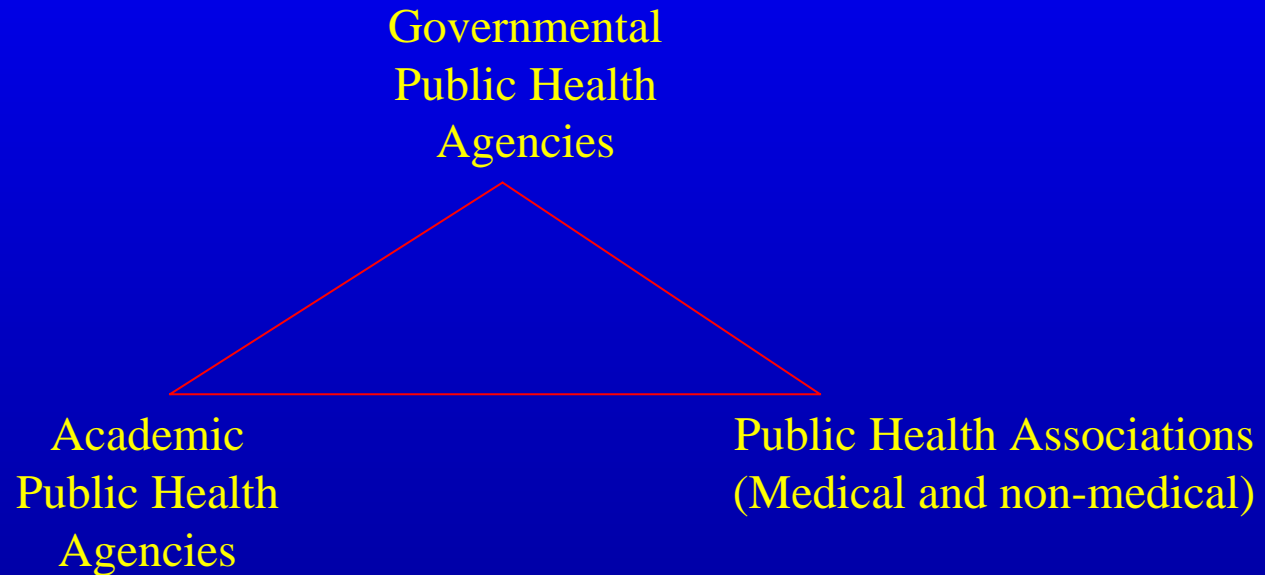 Governmental
Public Health
Agencies
Academic
Public Health
Agencies
Public Health Associations
(Medical and non-medical)